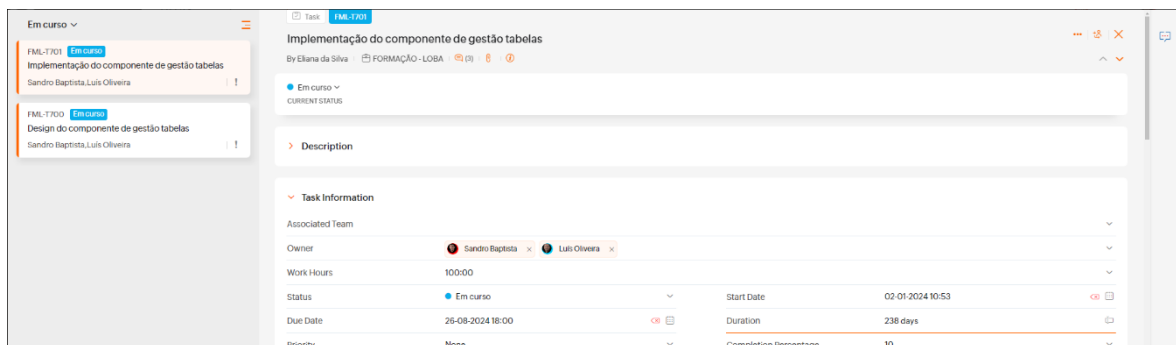 Em curso
FML-T701 Em curso
Implementação do componente de gestão tabelas
Sandro Baptista,Luís Oliveira
FML-T700 Em curso
Design do componente de gestão tabelas
Sandro Baptista,Luís Oliveira
Task FML-T701
Implementação do componente de gestão tabelas
By Eliana da Silva FORMAÇÃO - LOBA (3)
Em curso
CURRENT STATUS
Description
Task Information
Associated Team
Owner Sandro Baptista × Luís Oliveira ×
Work Hours 100:00
Status Em curso Start Date 02-01-2024 10:53
Due Date 26-08-2024 18:00 Duration 238 days
Priority None Completion Percentage 10